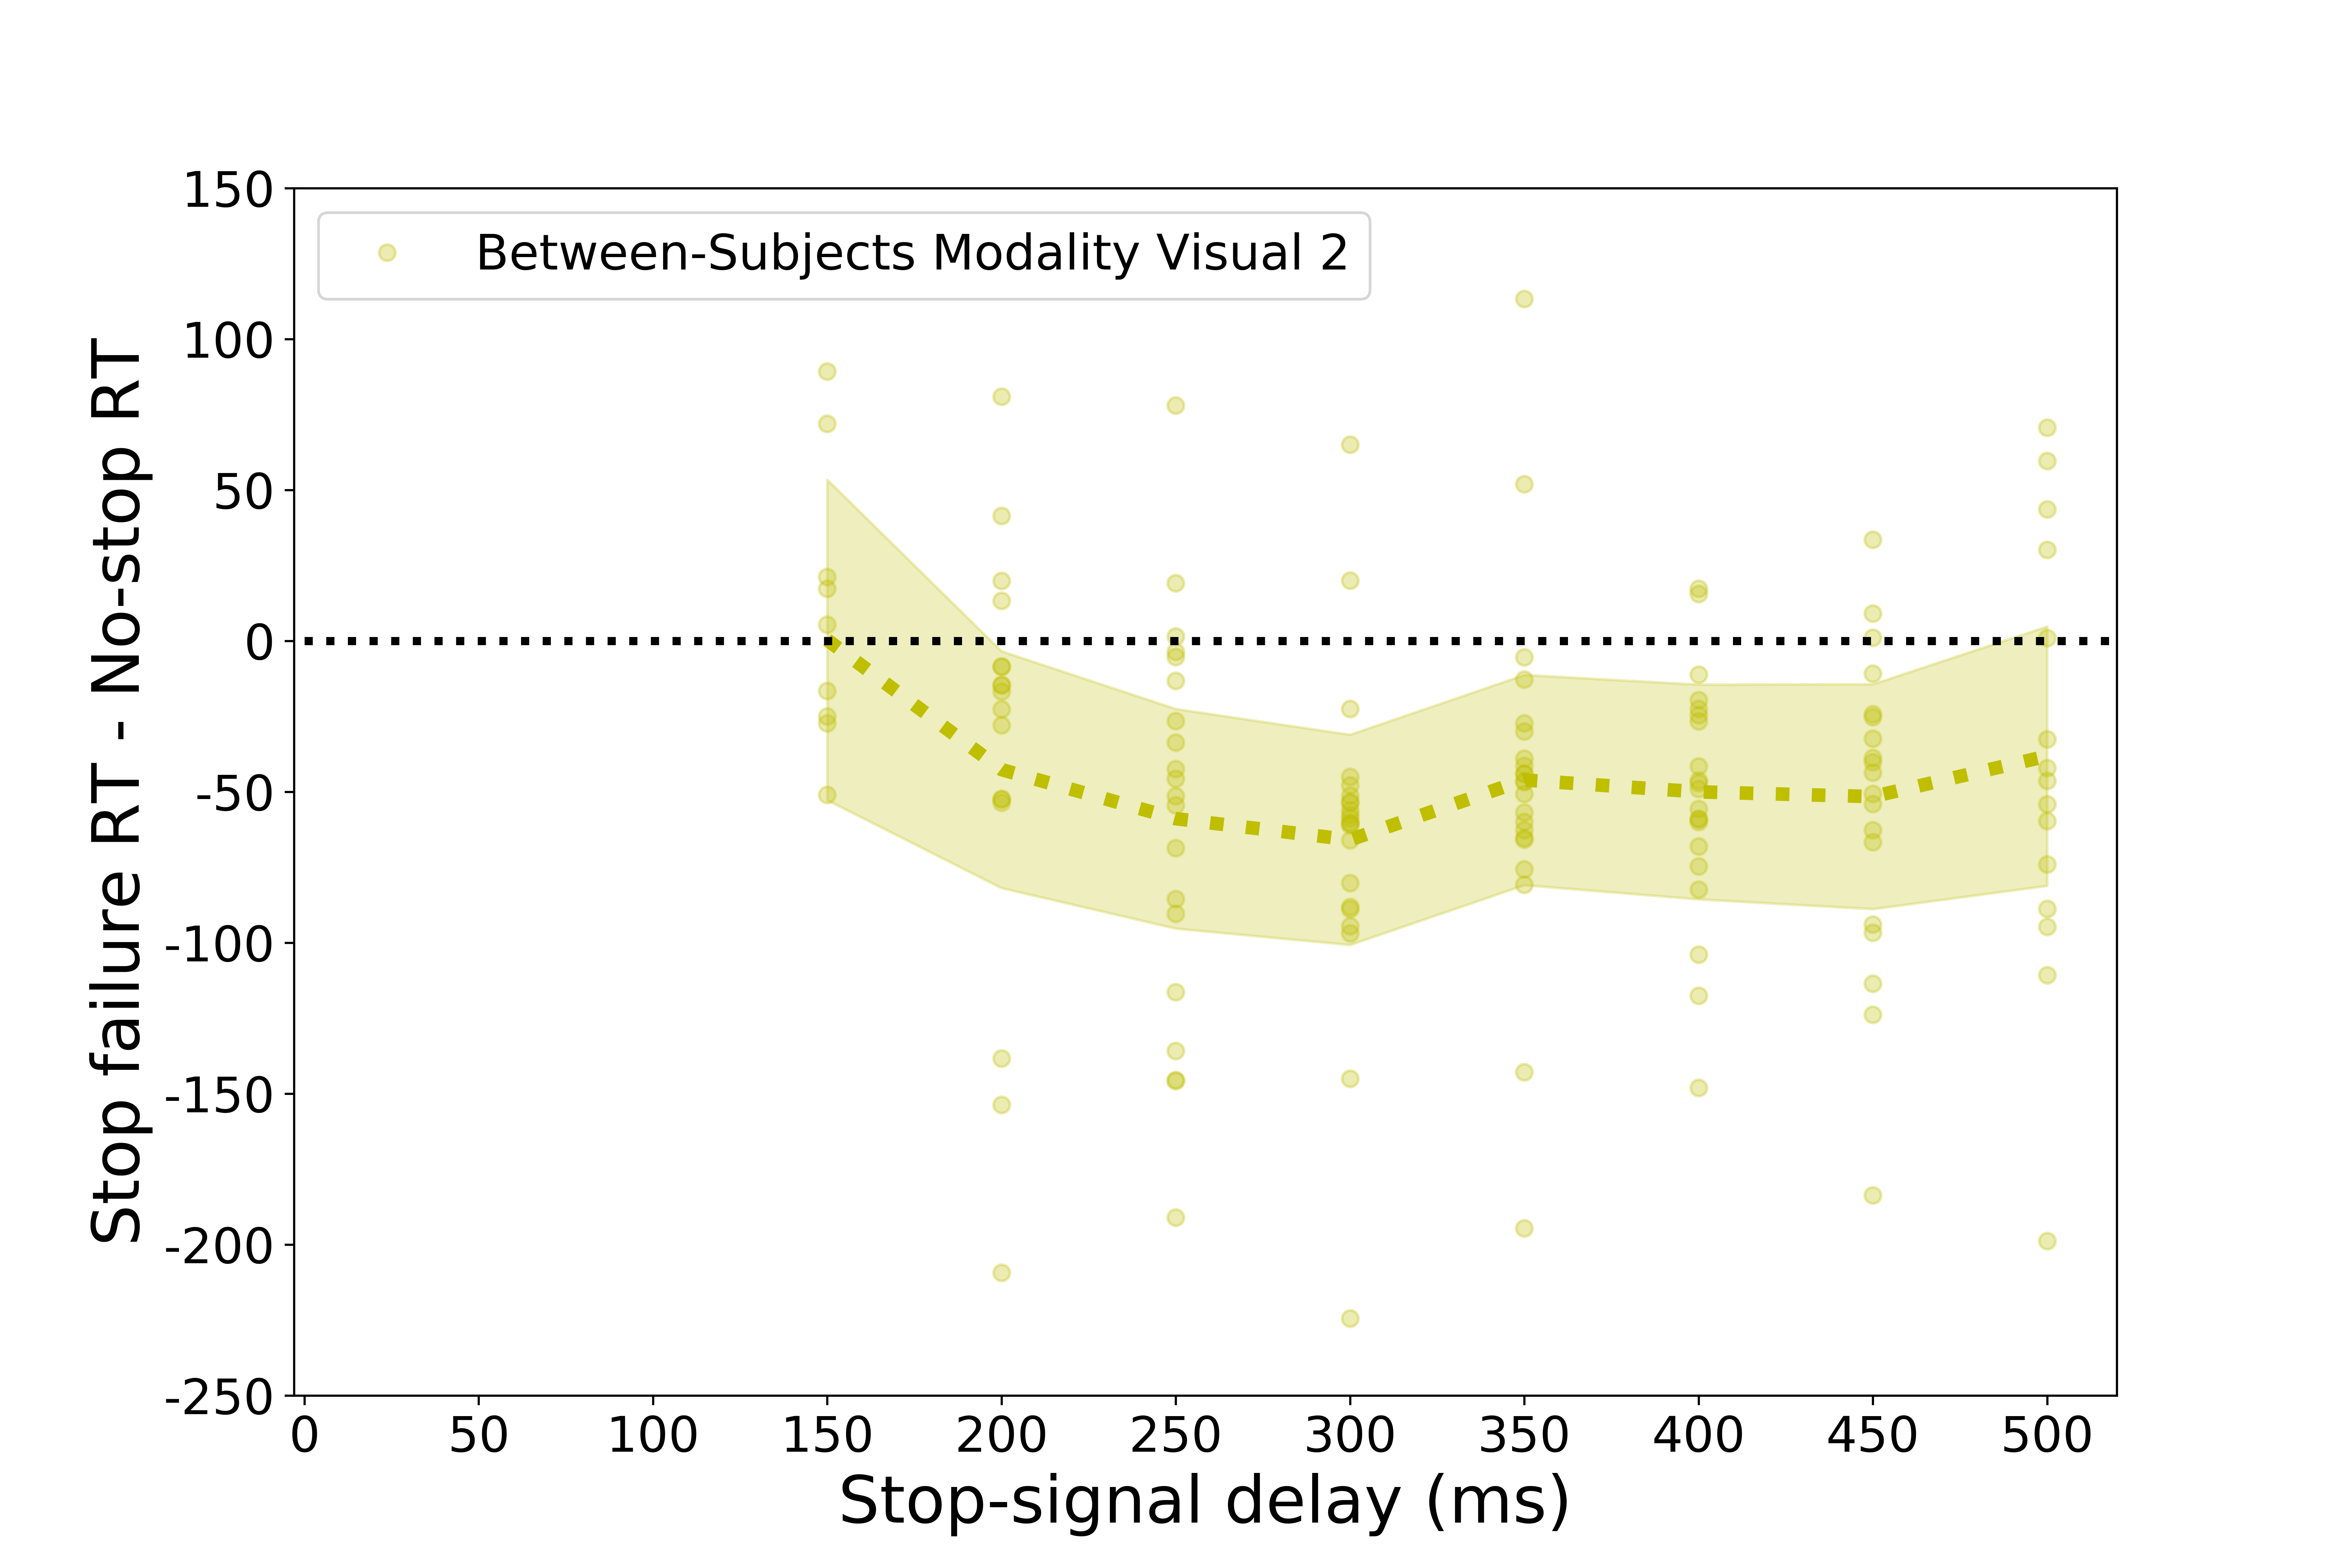 150
Between-Subjects Modality Visual 2
100
50
0
-50
-100
-150
-200
-250
Stop failure RT - No-stop RT
0 50 100 150 200 250 300 350 400 450 500
Stop-signal delay (ms)